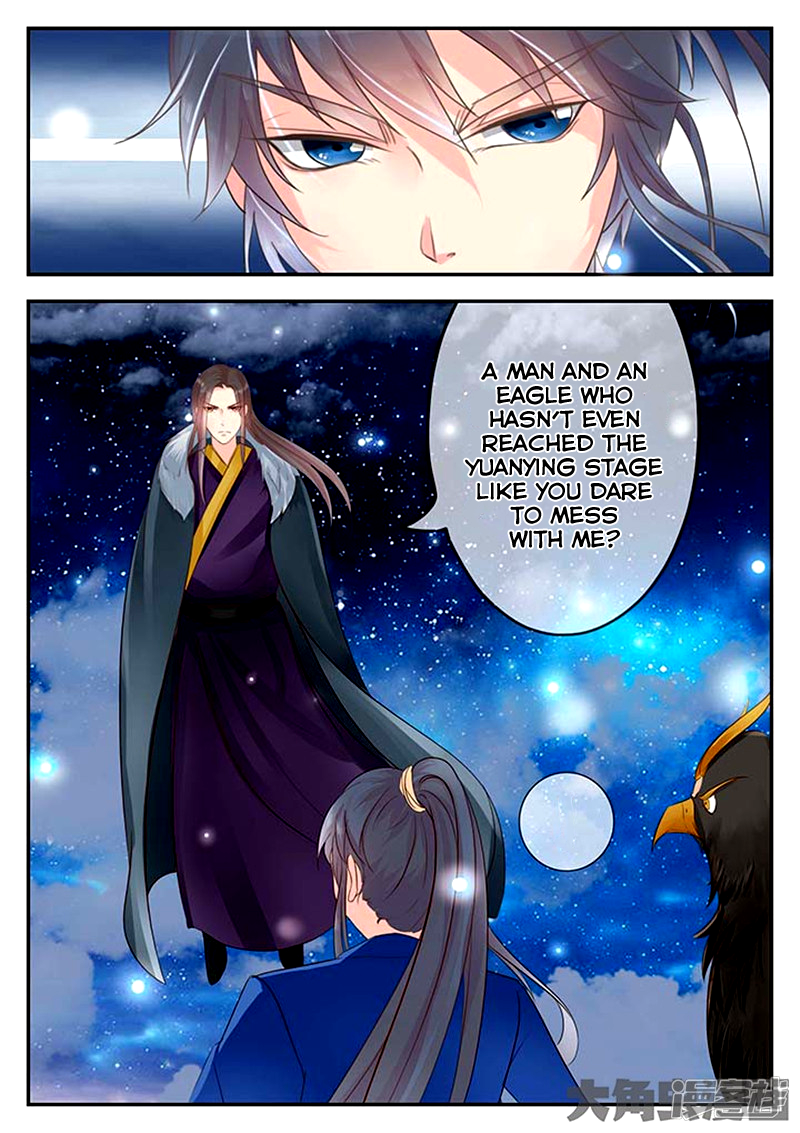 A MAN AND AN
EAGLE WHO
HASN'T EVEN
REACHED THE
YUANYING STAGE
LIKE YOU DARE
TO MESS
WITH ME?
大角虫漫画